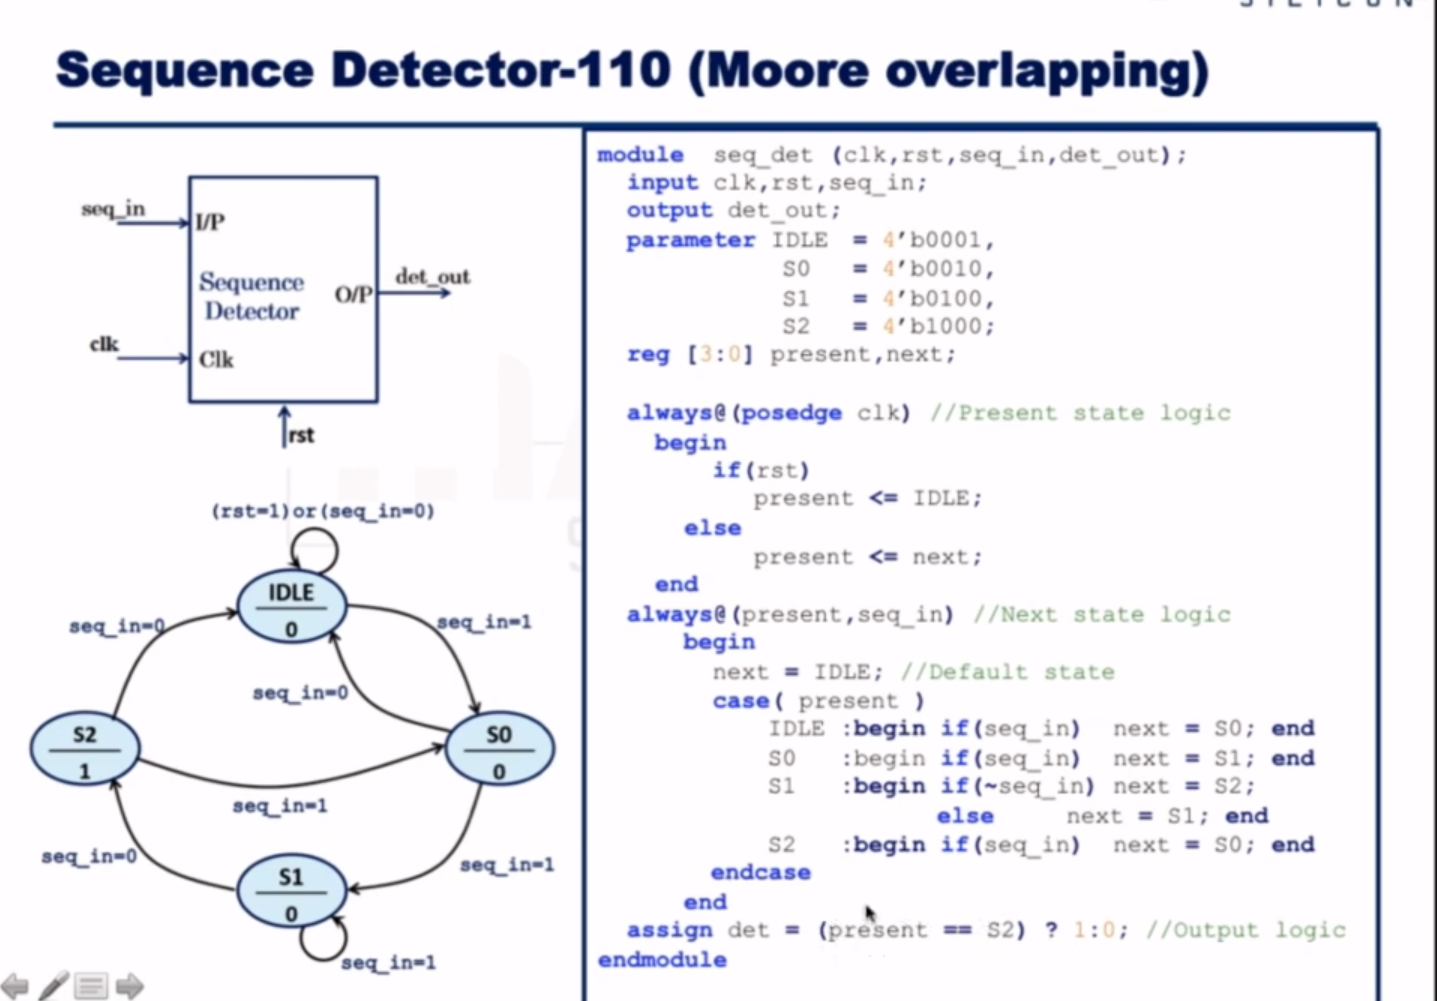 Sequence Detector-110 (Moore overlapping)
seq_in
I/P
Sequence
Detector
O/P
det_out
clk
Clk
rst
(rst=1)or(seq_in=0)
IDLE
0
seq_in=0
seq_in=1
seq_in=0
S2
1
S0
0
seq_in=1
seq_in=0
seq_in=1
S1
0
seq_in=1
module seq_det (clk,rst,seq_in,det_out);
input clk,rst,seq_in;
output det_out;
parameter IDLE = 4'b0001,
S0 = 4'b0010,
S1 = 4'b0100,
S2 = 4'b1000;
reg [3:0] present,next;
always@(posedge clk) //Present state logic
begin
if(rst)
present <= IDLE;
else
present <= next;
end
always@(present,seq_in) //Next state logic
begin
next = IDLE; //Default state
case( present )
IDLE :begin if(seq_in) next = S0; end
S0 :begin if(seq_in) next = S1; end
S1 :begin if(~seq_in) next = S2;
else next = S1; end
S2 :begin if(seq_in) next = S0; end
endcase
end
assign det = (present == S2) ? 1:0; //Output logic
endmodule